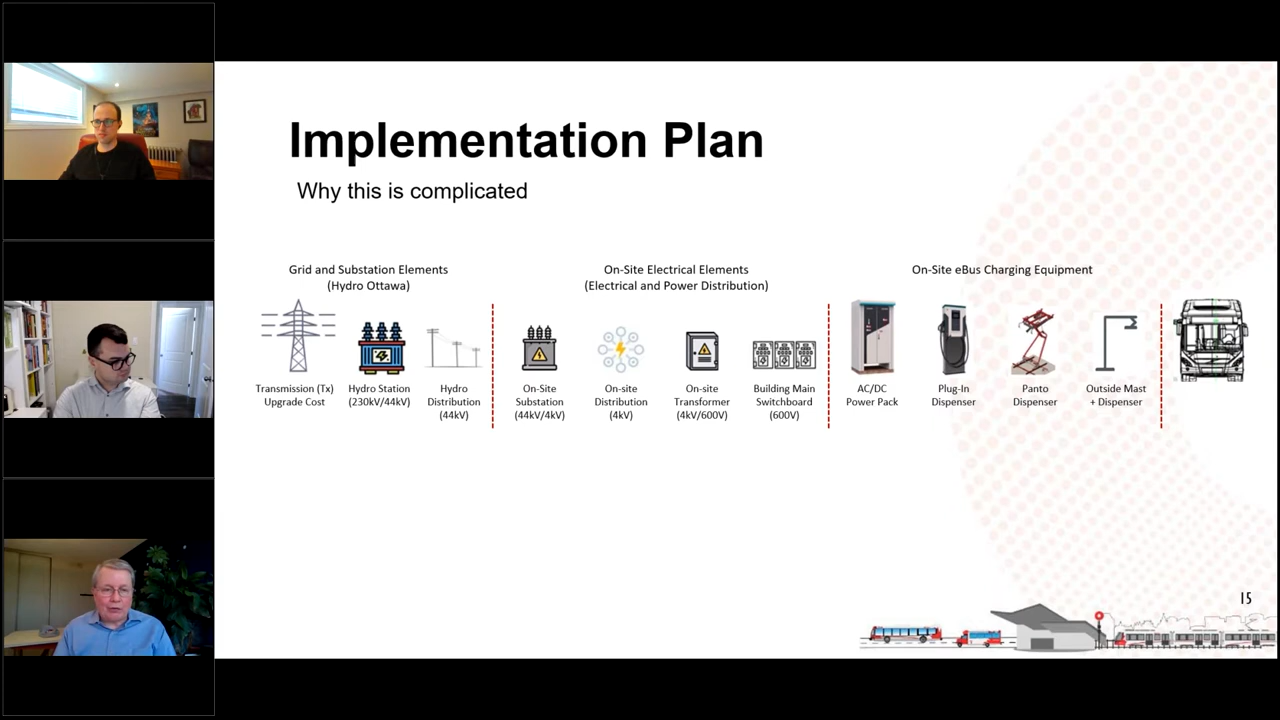 Implementation Plan
Why this is complicated
Grid and Substation Elements
(Hydro Ottawa)
On-Site Electrical Elements
(Electrical and Power Distribution)
On-Site eBus Charging Equipment
Transmission (Tx)
Upgrade Cost
Hydro Station
(230kV/44kV)
Hydro
Distribution
(44kV)
On-Site
Substation
(44kV/4kV)
On-site
Distribution
(4kV)
On-site
Transformer
(4kV/600V)
Building Main
Switchboard
(600V)
AC/DC
Power Pack
Plug-In
Dispenser
Panto
Dispenser
Outside Mast
+ Dispenser
15